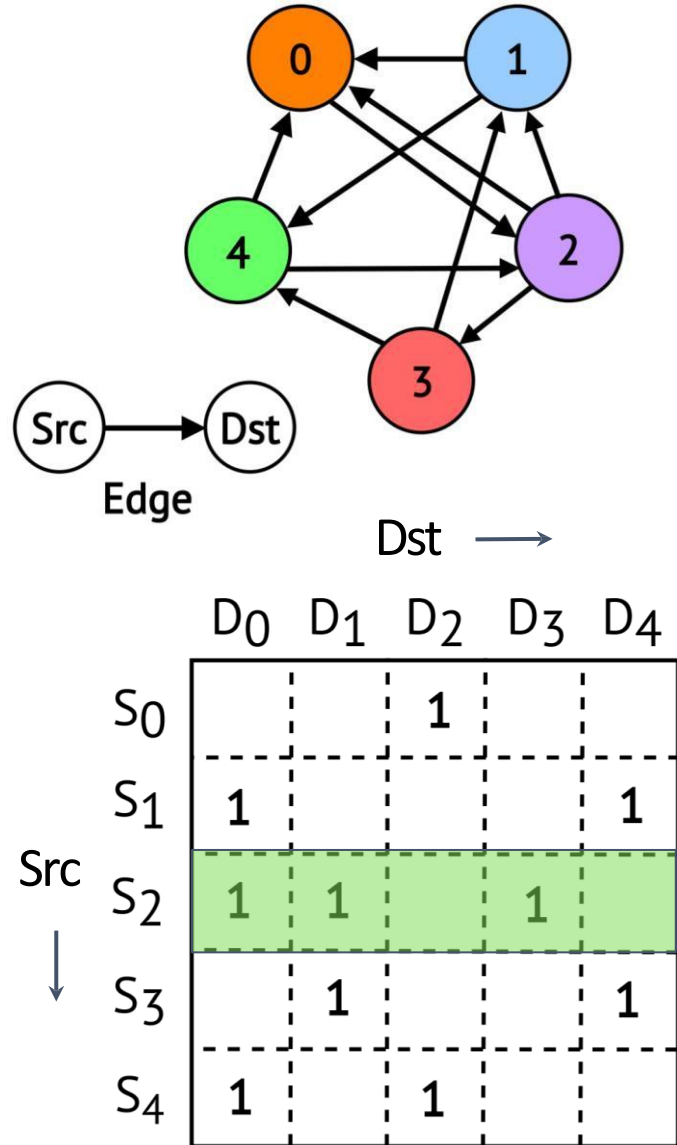 0 1
4 2
3
Src Dst
Edge
Dst
D0 D1 D2 D3 D4
S0 1
S1 1 1
Src
S2 1 1 1
S3 1 1
S4 1 1